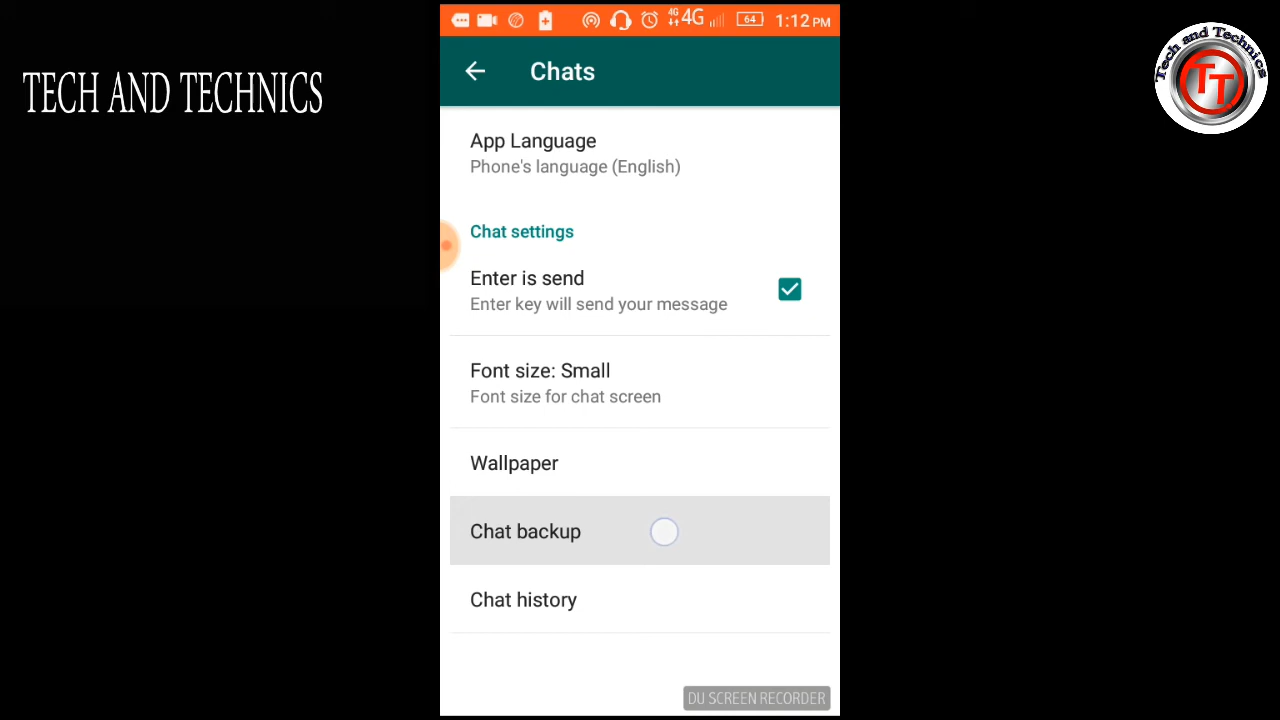 4G 4G 64 1:12 PM
TECH AND TECHNICS
Tech and Technics
TT
Chats
App Language
Phone's language (English)
Chat settings
Enter is send
Enter key will send your message
Font size: Small
Font size for chat screen
Wallpaper
Chat backup
Chat history
DU SCREEN RECORDER